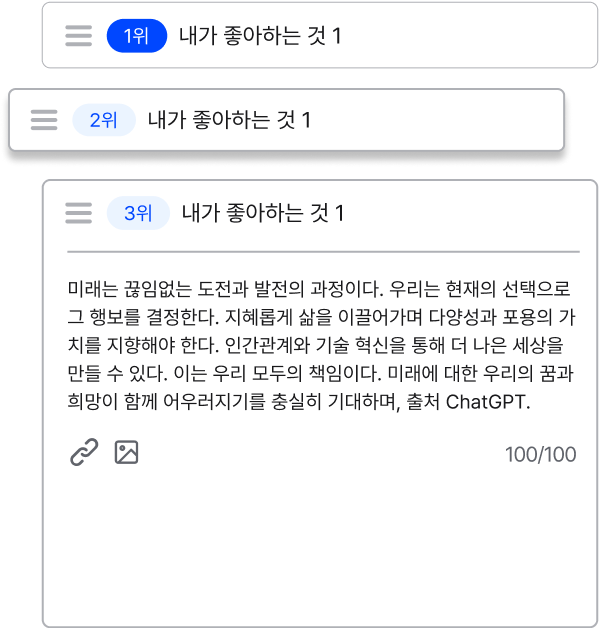 1위 내가 좋아하는 것 1
2위 내가 좋아하는 것 1
3위 내가 좋아하는 것 1
미래는 끊임없는 도전과 발전의 과정이다. 우리는 현재의 선택으로
그 행보를 결정한다. 지혜롭게 삶을 이끌어가며 다양성과 포용의 가
치를 지향해야 한다. 인간관계와 기술 혁신을 통해 더 나은 세상을
만들 수 있다. 이는 우리 모두의 책임이다. 미래에 대한 우리의 꿈과
희망이 함께 어우러지기를 충실히 기대하며, 출처 ChatGPT.
100/100